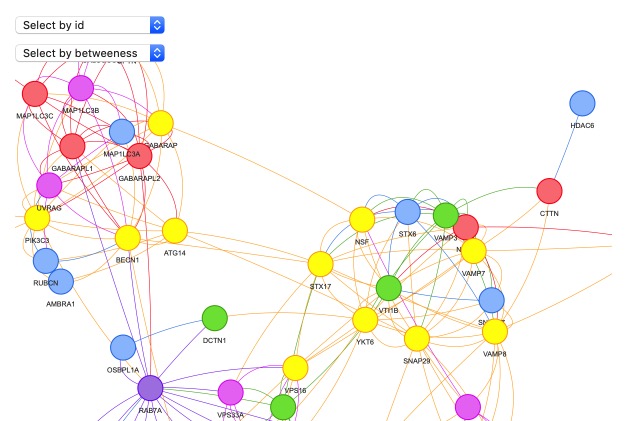 Select by id
Select by betweeness
MAP1LC3C
MAP1LC3B
HDAC6
MAP1LC3A
GABARAP
GABARAPL1
GABARAPL2
UVRAG
CTTN
PIK3C3
BECN1
ATG14
NSF
STX6
VAMP3
VAMP7
RUBCN
AMBRA1
STX17
VTI1B
DCTN1
YKT6
SNAP29
VAMP8
OSBPL1A
RAB7A
VPS16
VPS33A